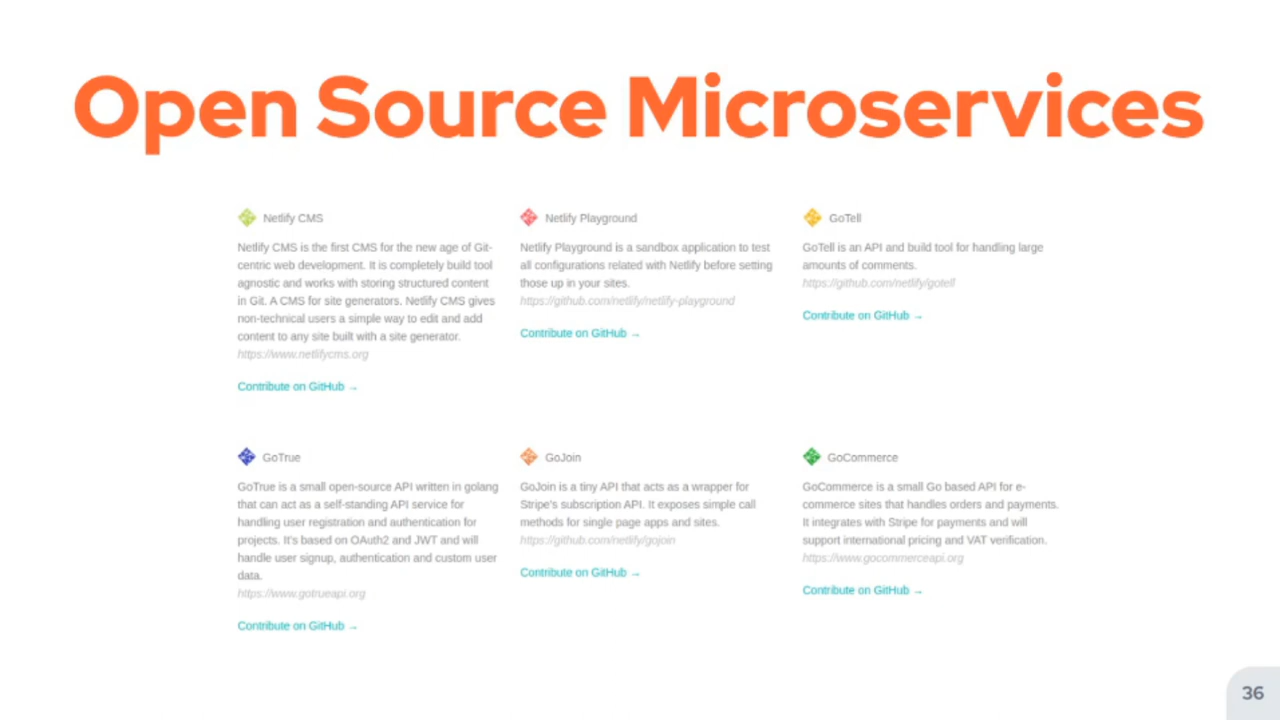 Open Source Microservices
Netlify CMS
Netlify CMS is the first CMS for the new age of Git-
centric web development. It is completely build tool
agnostic and works with storing structured content
in Git. A CMS for site generators. Netlify CMS gives
non-technical users a simple way to edit and add
content to any site built with a site generator.
https://www.netlifycms.org
Contribute on GitHub →
Netlify Playground
Netlify Playground is a sandbox application to test
all configurations related with Netlify before setting
those up in your sites.
https://github.com/netlify/netlify-playground
Contribute on GitHub →
GoTell
GoTell is an API and build tool for handling large
amounts of comments.
https://github.com/netlify/gotell
Contribute on GitHub →
GoTrue
GoTrue is a small open-source API written in golang
that can act as a self-standing API service for
handling user registration and authentication for
projects. It's based on OAuth2 and JWT and will
handle user signup, authentication and custom user
data.
https://www.gotrueapi.org
Contribute on GitHub →
GoJoin
GoJoin is a tiny API that acts as a wrapper for
Stripe's subscription API. It exposes simple call
methods for single page apps and sites.
https://github.com/netlify/gojoin
Contribute on GitHub →
GoCommerce
GoCommerce is a small Go based API for e-
commerce sites that handles orders and payments.
It integrates with Stripe for payments and will
support international pricing and VAT verification.
https://www.gocommerceapi.org
Contribute on GitHub →
36